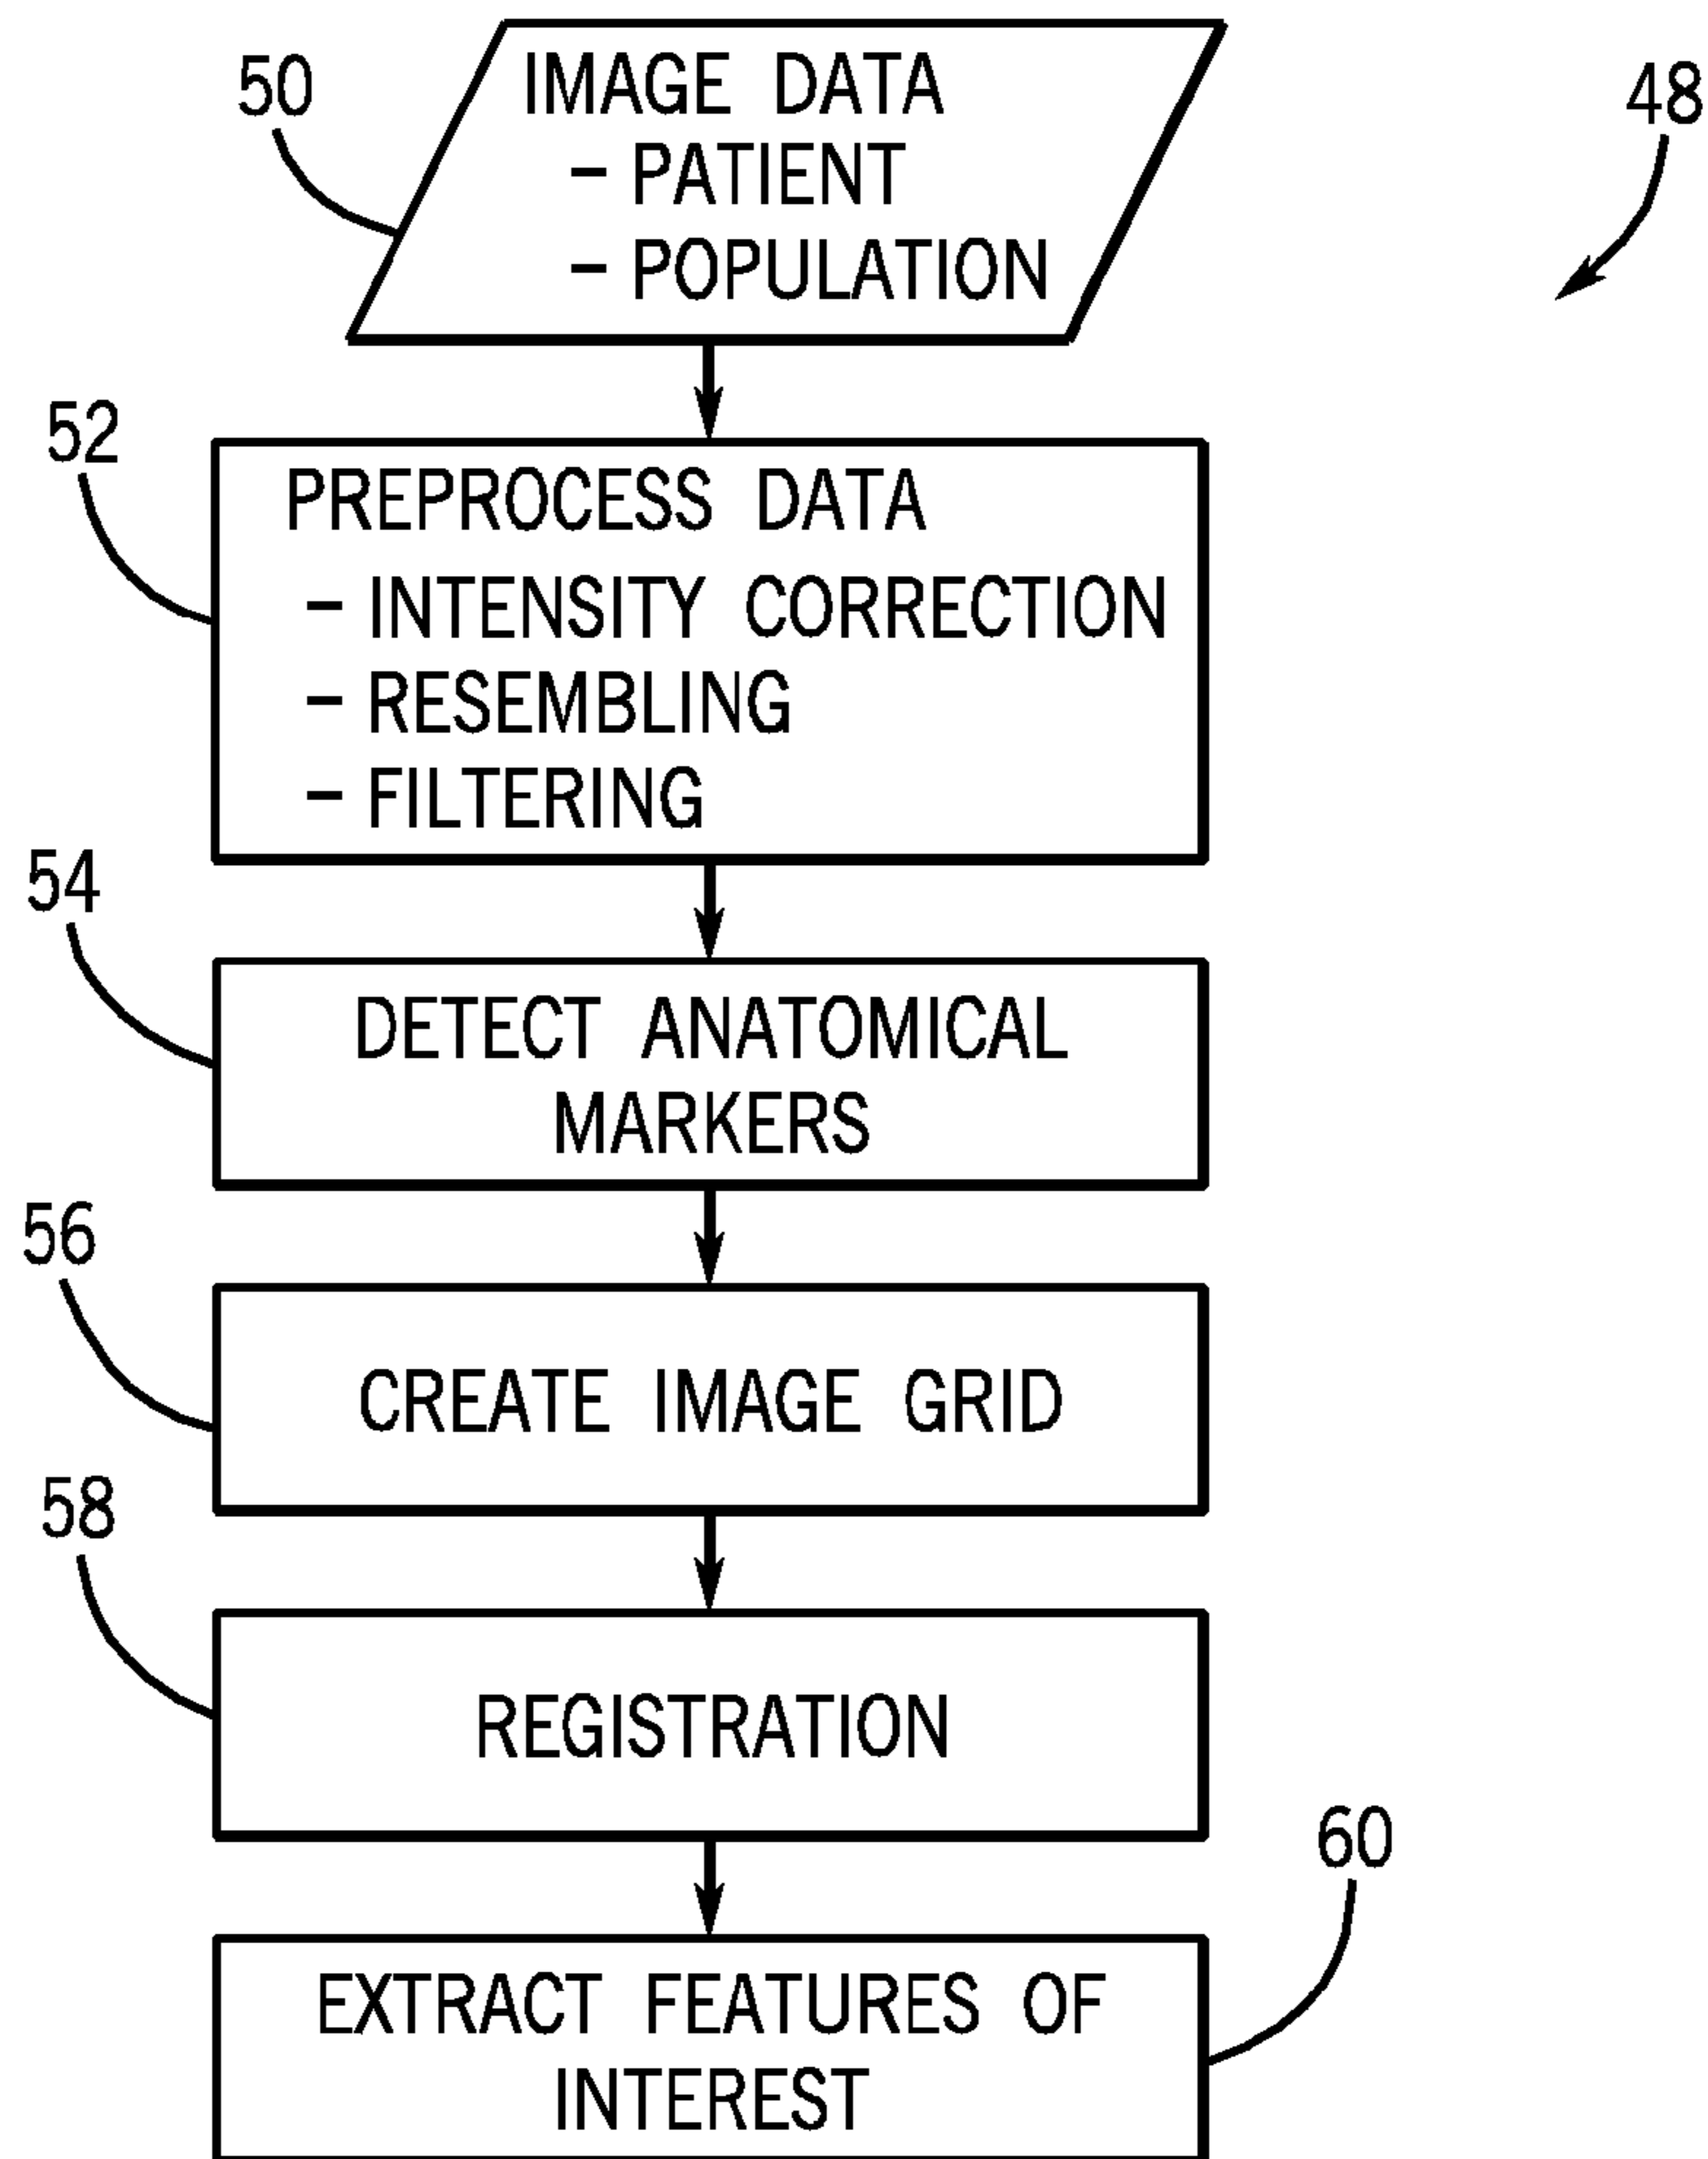 50
IMAGE DATA
- PATIENT
- POPULATION
48
52
PREPROCESS DATA
- INTENSITY CORRECTION
- RESEMBLING
- FILTERING
54
DETECT ANATOMICAL
MARKERS
56
CREATE IMAGE GRID
58
REGISTRATION
60
EXTRACT FEATURES OF
INTEREST